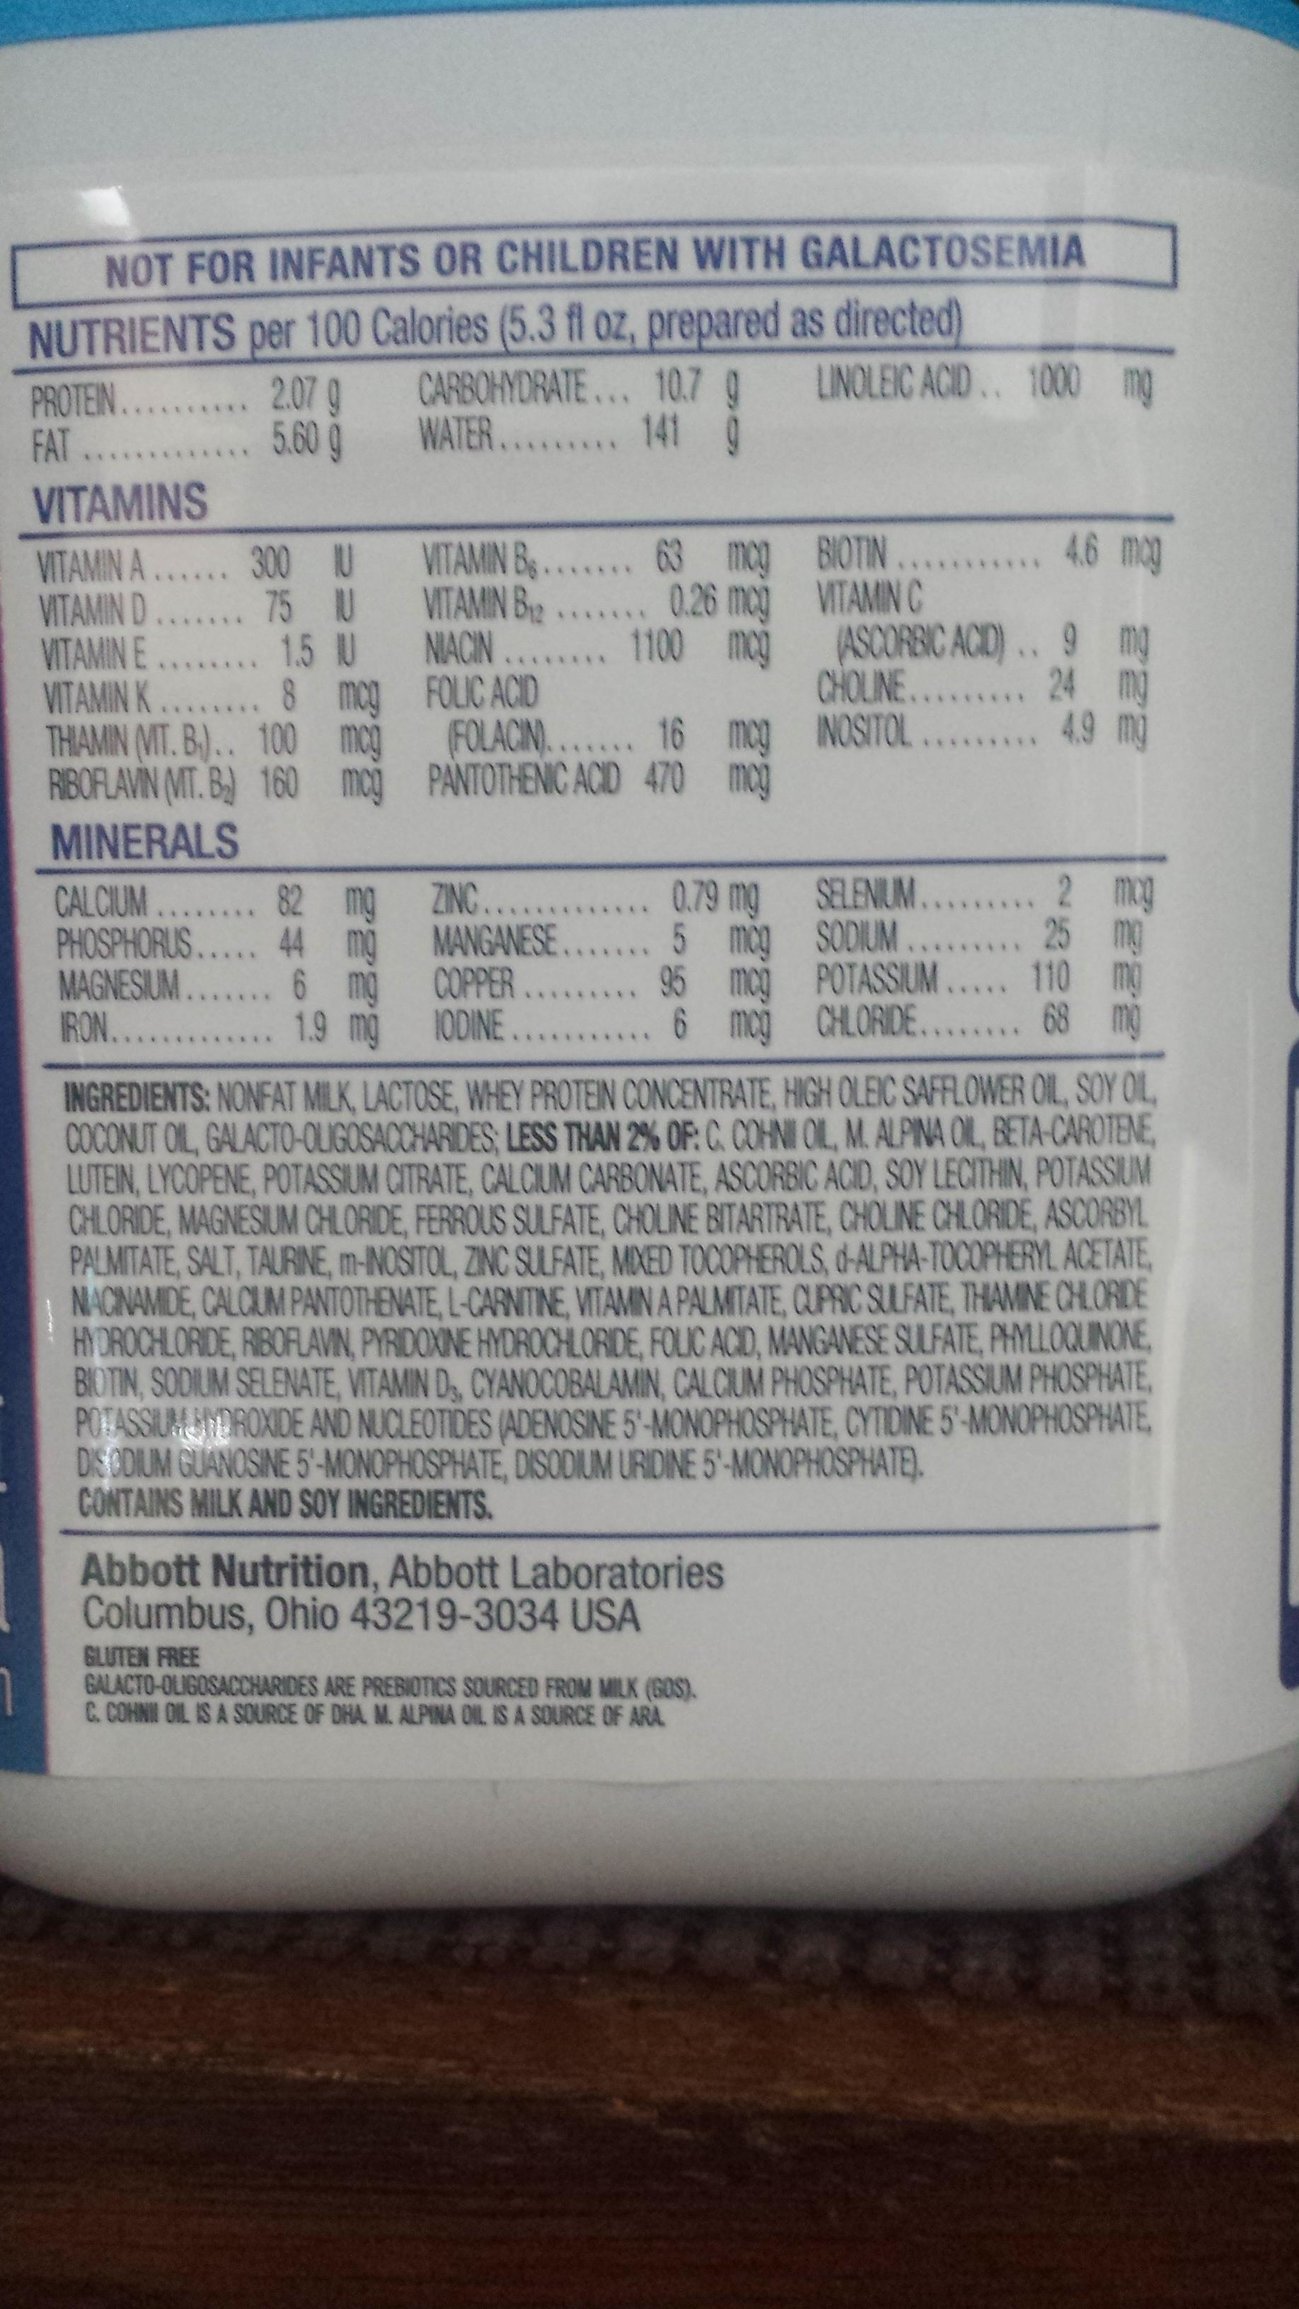 NOT FOR INFANTS OR CHILDREN WITH GALACTOSEMIA
NUTRIENTS per 100 Calories (5.3 fl oz, prepared as directed)
PROTEIN.......... 2.07 g CARBOHYDRATE... 10.7 g LINOLEIC ACID.. 1000 mg
FAT ............. 5.60 g WATER......... 141 g
VITAMINS
VITAMIN A ...... 300 IU VITAMIN B₆....... 63 mcg BIOTIN ........... 4.6 mcg
VITAMIN D ....... 75 IU VITAMIN B₁₂ ....... 0.26 mcg VITAMIN C
VITAMIN E ........ 1.5 IU NIACIN ........ 1100 mcg (ASCORBIC ACID) .. 9 mg
VITAMIN K ........ 8 mcg FOLIC ACID CHOLINE......... 24 mg
THIAMIN (VIT. B₁).. 100 mcg (FOLACIN)....... 16 mcg INOSITOL ......... 4.9 mg
RIBOFLAVIN (VIT. B₂) 160 mcg PANTOTHENIC ACID 470 mcg
MINERALS
CALCIUM ........ 82 mg ZINC............. 0.79 mg SELENIUM......... 2 mcg
PHOSPHORUS..... 44 mg MANGANESE....... 5 mcg SODIUM ......... 25 mg
MAGNESIUM....... 6 mg COPPER ......... 95 mcg POTASSIUM ..... 110 mg
IRON............. 1.9 mg IODINE ........... 6 mcg CHLORIDE........ 68 mg
INGREDIENTS: NONFAT MILK, LACTOSE, WHEY PROTEIN CONCENTRATE, HIGH OLEIC SAFFLOWER OIL, SOY OIL,
COCONUT OIL, GALACTO-OLIGOSACCHARIDES; LESS THAN 2% OF: C. COHNII OIL, M. ALPINA OIL, BETA-CAROTENE,
LUTEIN, LYCOPENE, POTASSIUM CITRATE, CALCIUM CARBONATE, ASCORBIC ACID, SOY LECITHIN, POTASSIUM
CHLORIDE, MAGNESIUM CHLORIDE, FERROUS SULFATE, CHOLINE BITARTRATE, CHOLINE CHLORIDE, ASCORBYL
PALMITATE, SALT, TAURINE, m-INOSITOL, ZINC SULFATE, MIXED TOCOPHEROLS, d-ALPHA-TOCOPHERYL ACETATE,
NIACINAMIDE, CALCIUM PANTOTHENATE, L-CARNITINE, VITAMIN A PALMITATE, CUPRIC SULFATE, THIAMINE CHLORIDE
HYDROCHLORIDE, RIBOFLAVIN, PYRIDOXINE HYDROCHLORIDE, FOLIC ACID, MANGANESE SULFATE, PHYLLOQUINONE,
BIOTIN, SODIUM SELENATE, VITAMIN D₃, CYANOCOBALAMIN, CALCIUM PHOSPHATE, POTASSIUM PHOSPHATE,
POTASSIUM HYDROXIDE AND NUCLEOTIDES (ADENOSINE 5'-MONOPHOSPHATE, CYTIDINE 5'-MONOPHOSPHATE,
DISODIUM GUANOSINE 5'-MONOPHOSPHATE, DISODIUM URIDINE 5'-MONOPHOSPHATE).
CONTAINS MILK AND SOY INGREDIENTS.
Abbott Nutrition, Abbott Laboratories
Columbus, Ohio 43219-3034 USA
GLUTEN FREE
GALACTO-OLIGOSACCHARIDES ARE PREBIOTICS SOURCED FROM MILK (GOS).
C. COHNII OIL IS A SOURCE OF DHA. M. ALPINA OIL IS A SOURCE OF ARA.